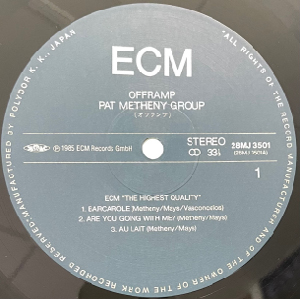 ECM
OFFRAMP
PAT METHENY GROUP
(オフランプ)
℗ 1985 ECM Records GmbH
STEREO
33⅓
28MJ 3501
1
ECM "THE HIGHEST QUALITY"
1. EARCAROLE (Metheny/Mays/Vasconcelos)
2. ARE YOU GOING WITH ME? (Metheny/Mays)
3. AU LAIT (Metheny/Mays)
MANUFACTURED BY POLYDOR K.K., JAPAN
"ALL RIGHTS OF THE RECORD MANUFACTURER AND OF THE OWNER OF THE WORK RECORDED RESERVED